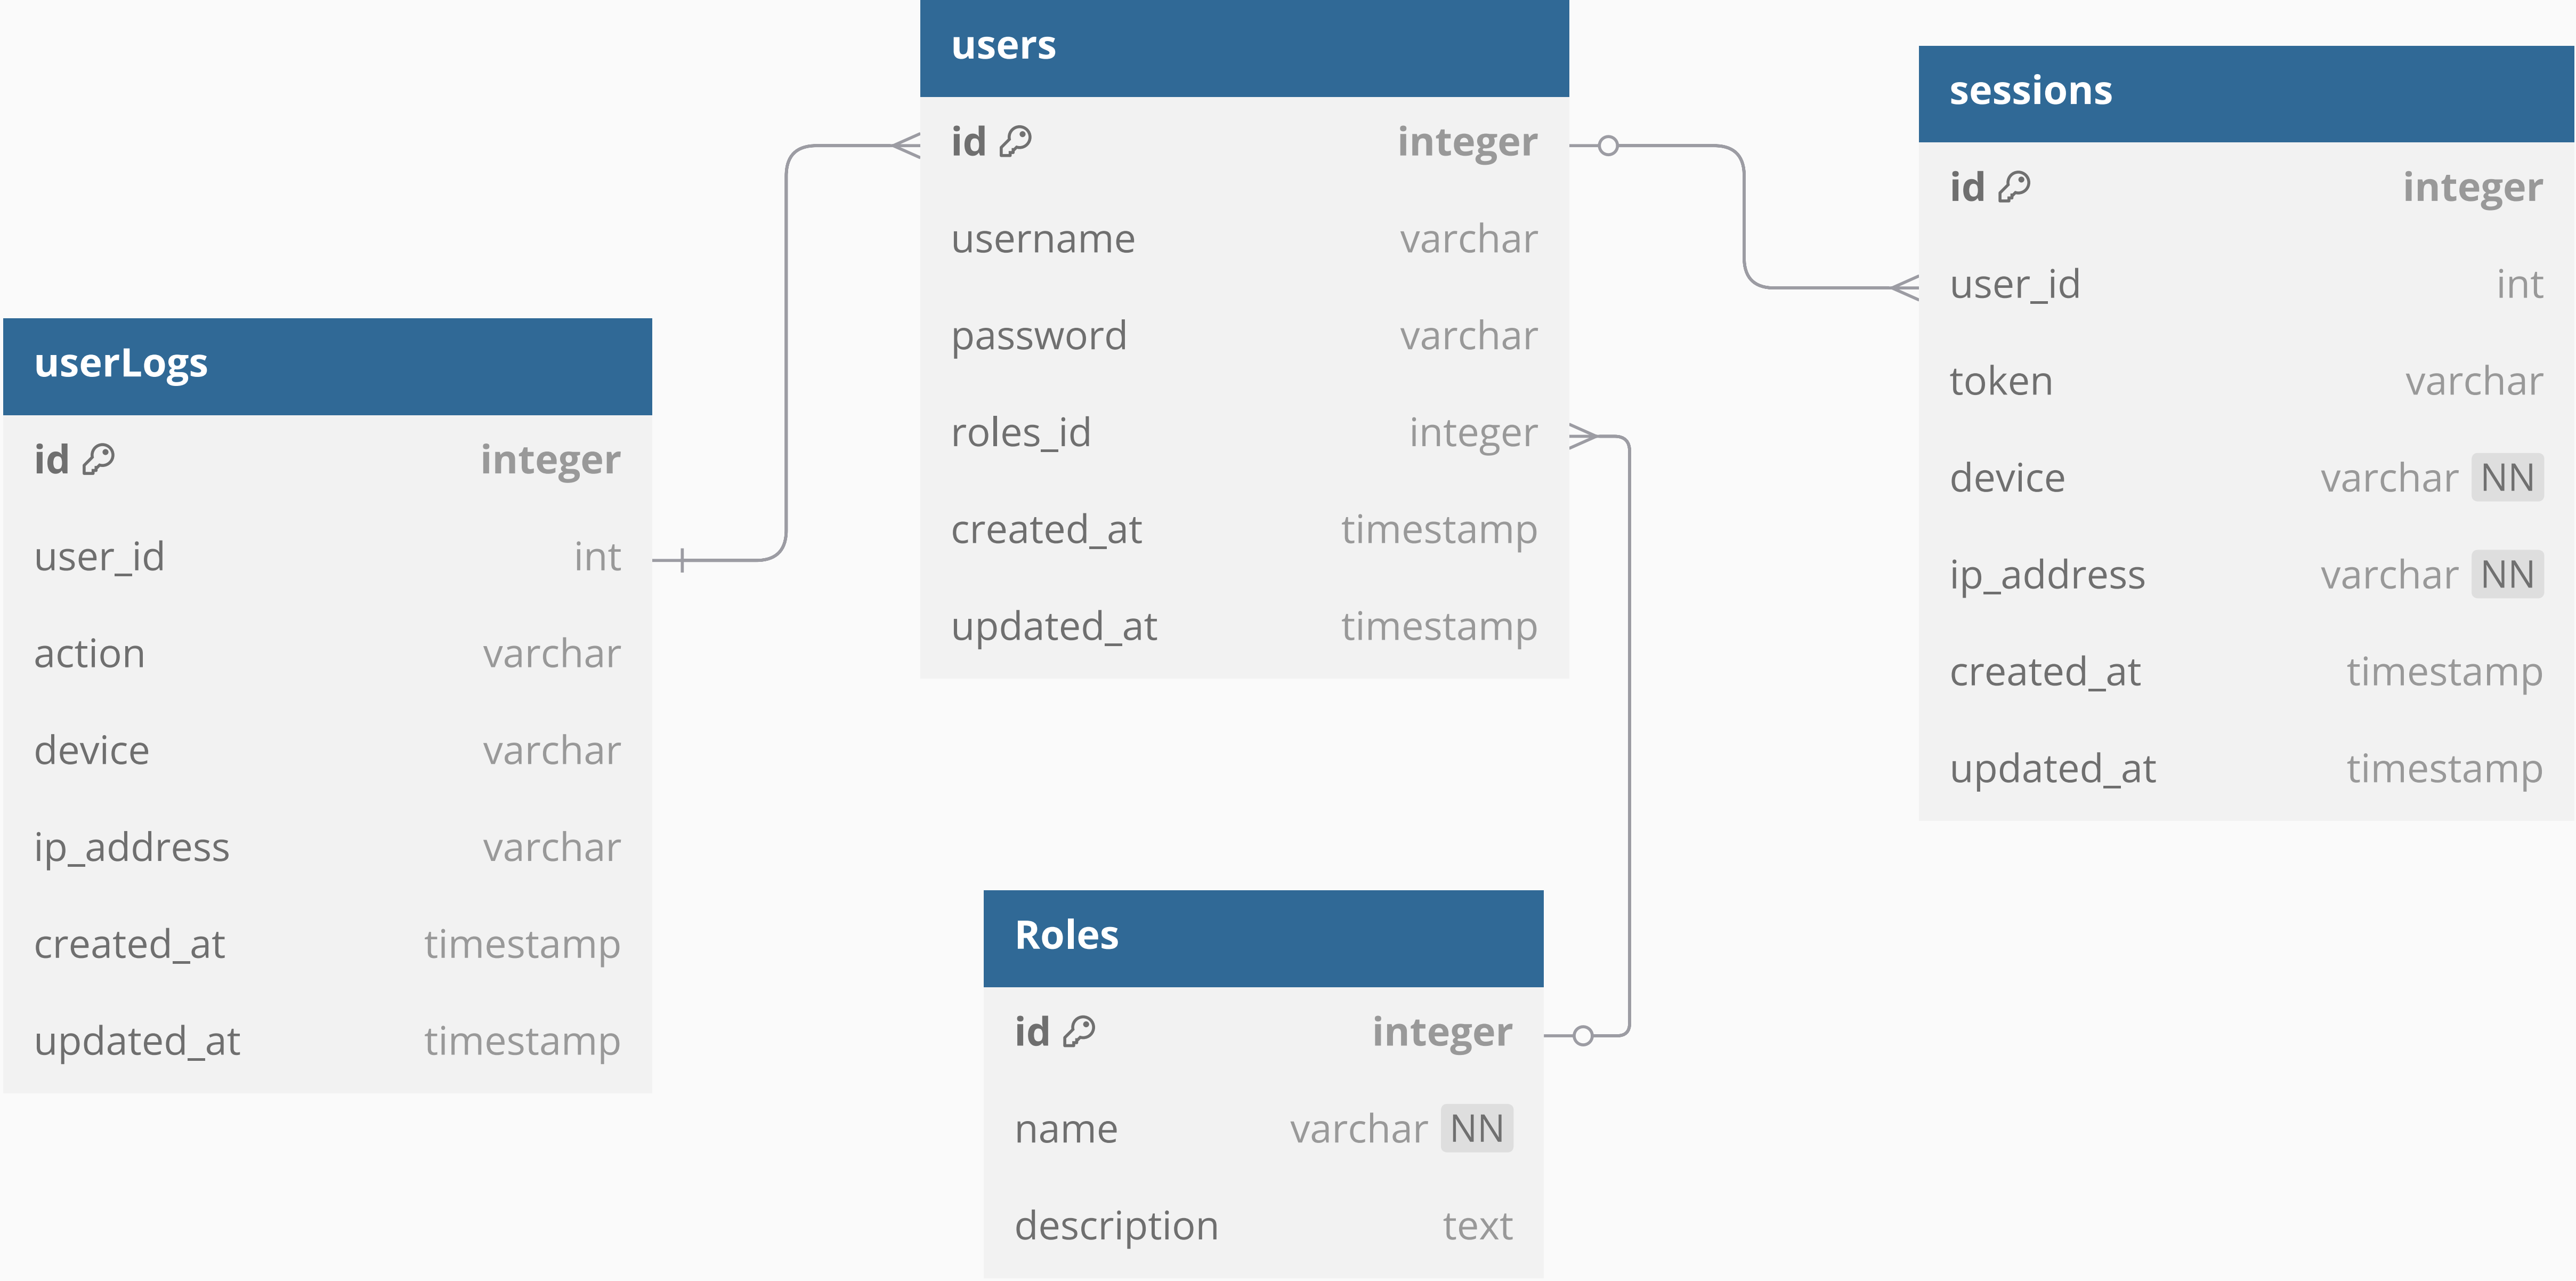 users
id integer
username varchar
password varchar
roles_id integer
created_at timestamp
updated_at timestamp
sessions
id integer
user_id int
token varchar
device varchar NN
ip_address varchar NN
created_at timestamp
updated_at timestamp
userLogs
id integer
user_id int
action varchar
device varchar
ip_address varchar
created_at timestamp
updated_at timestamp
Roles
id integer
name varchar NN
description text